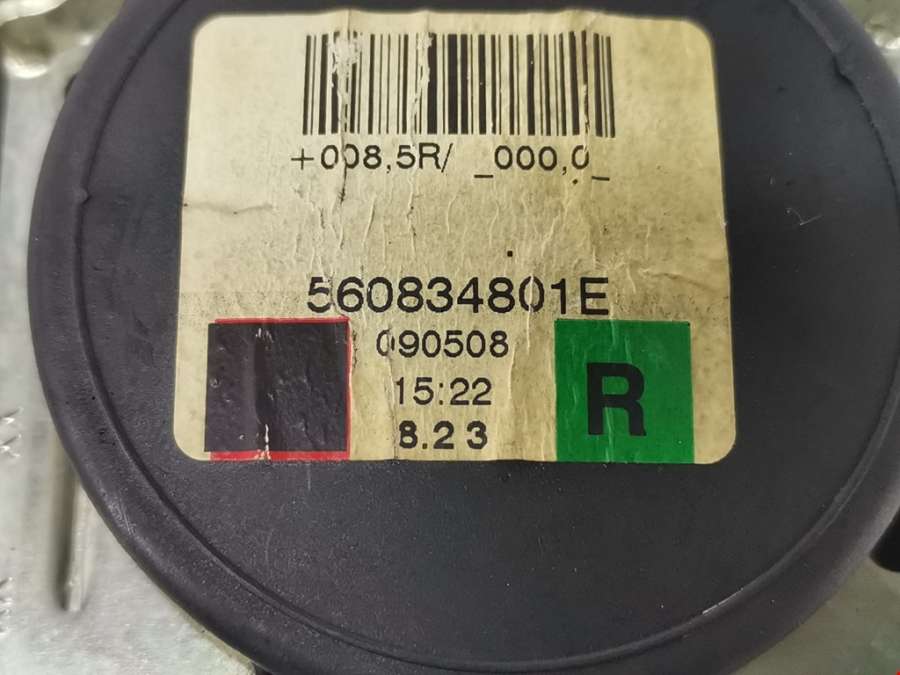 +008,5R/ _000,0_
560834801E
090508
15:22
R
8.23